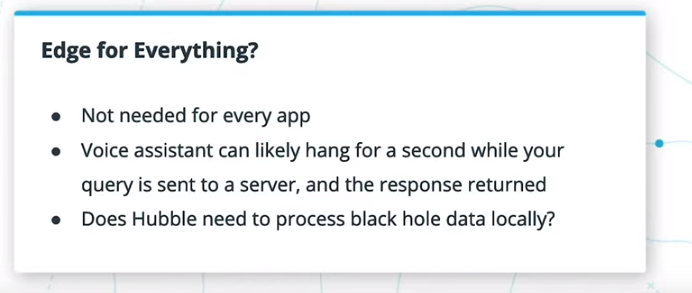 Edge for Everything?
● Not needed for every app
● Voice assistant can likely hang for a second while your
query is sent to a server, and the response returned
● Does Hubble need to process black hole data locally?